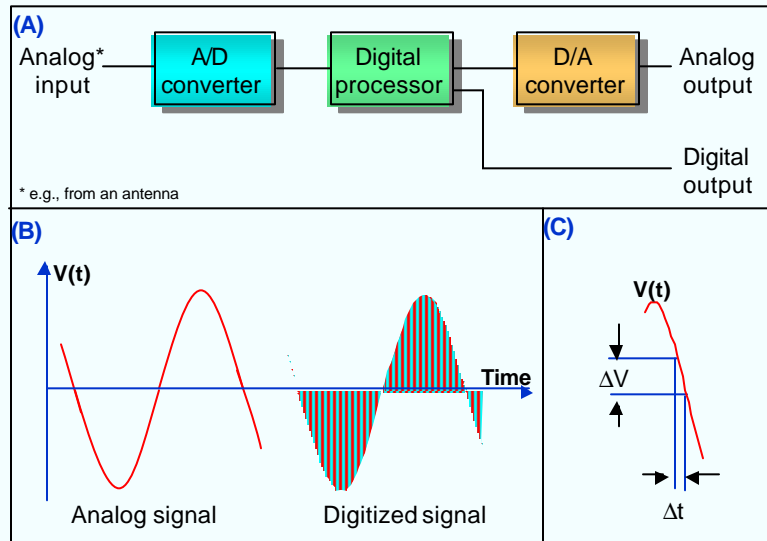 (A)
Analog*
input
A/D
converter
Digital
processor
D/A
converter
Analog
output
Digital
output
* e.g., from an antenna
(B)
V(t)
Time
Analog signal
Digitized signal
(C)
V(t)
ΔV
Δt